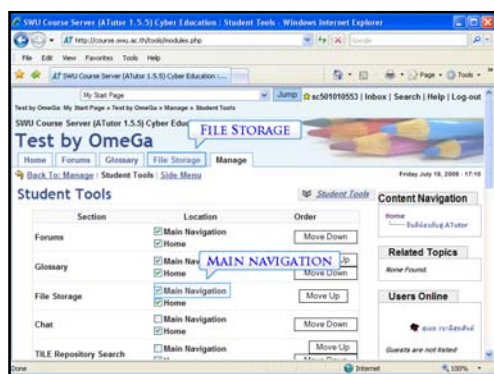 SWU Course Server (ATutor 1.5.5) Cyber Education : Student Tools - Windows Internet Explorer
http://course.swu.ac.th/tools/modules.php
Google
File Edit View Favorites Tools Help
SWU Course Server (ATutor 1.5.5) Cyber Education :...
Page Tools
My Start Page
Jump
sc501010553 | Inbox | Search | Help | Log-out
Test by OmeGa: My Start Page » Test by OmeGa » Manage » Student Tools
SWU Course Server (ATutor 1.5.5) Cyber Edu
FILE STORAGE
Test by OmeGa
Home Forums Glossary File Storage Manage
Back To: Manage | Student Tools | Side Menu
Friday July 18, 2008 - 17:10
Student Tools
Student Tools
Content Navigation
Section Location Order
Home
Forums
Main Navigation
Home
Move Down
Related Topics
None Found.
Glossary
Main Nav
Home
MAIN NAVIGATION
Up
Move Down
File Storage
Main Navigation
Home
Move Up
Users Online
Chat
Main Navigation
Home
Move Down
Guests are not listed
TILE Repository Search
Main Navigation
Move Up
Done
Internet
100%